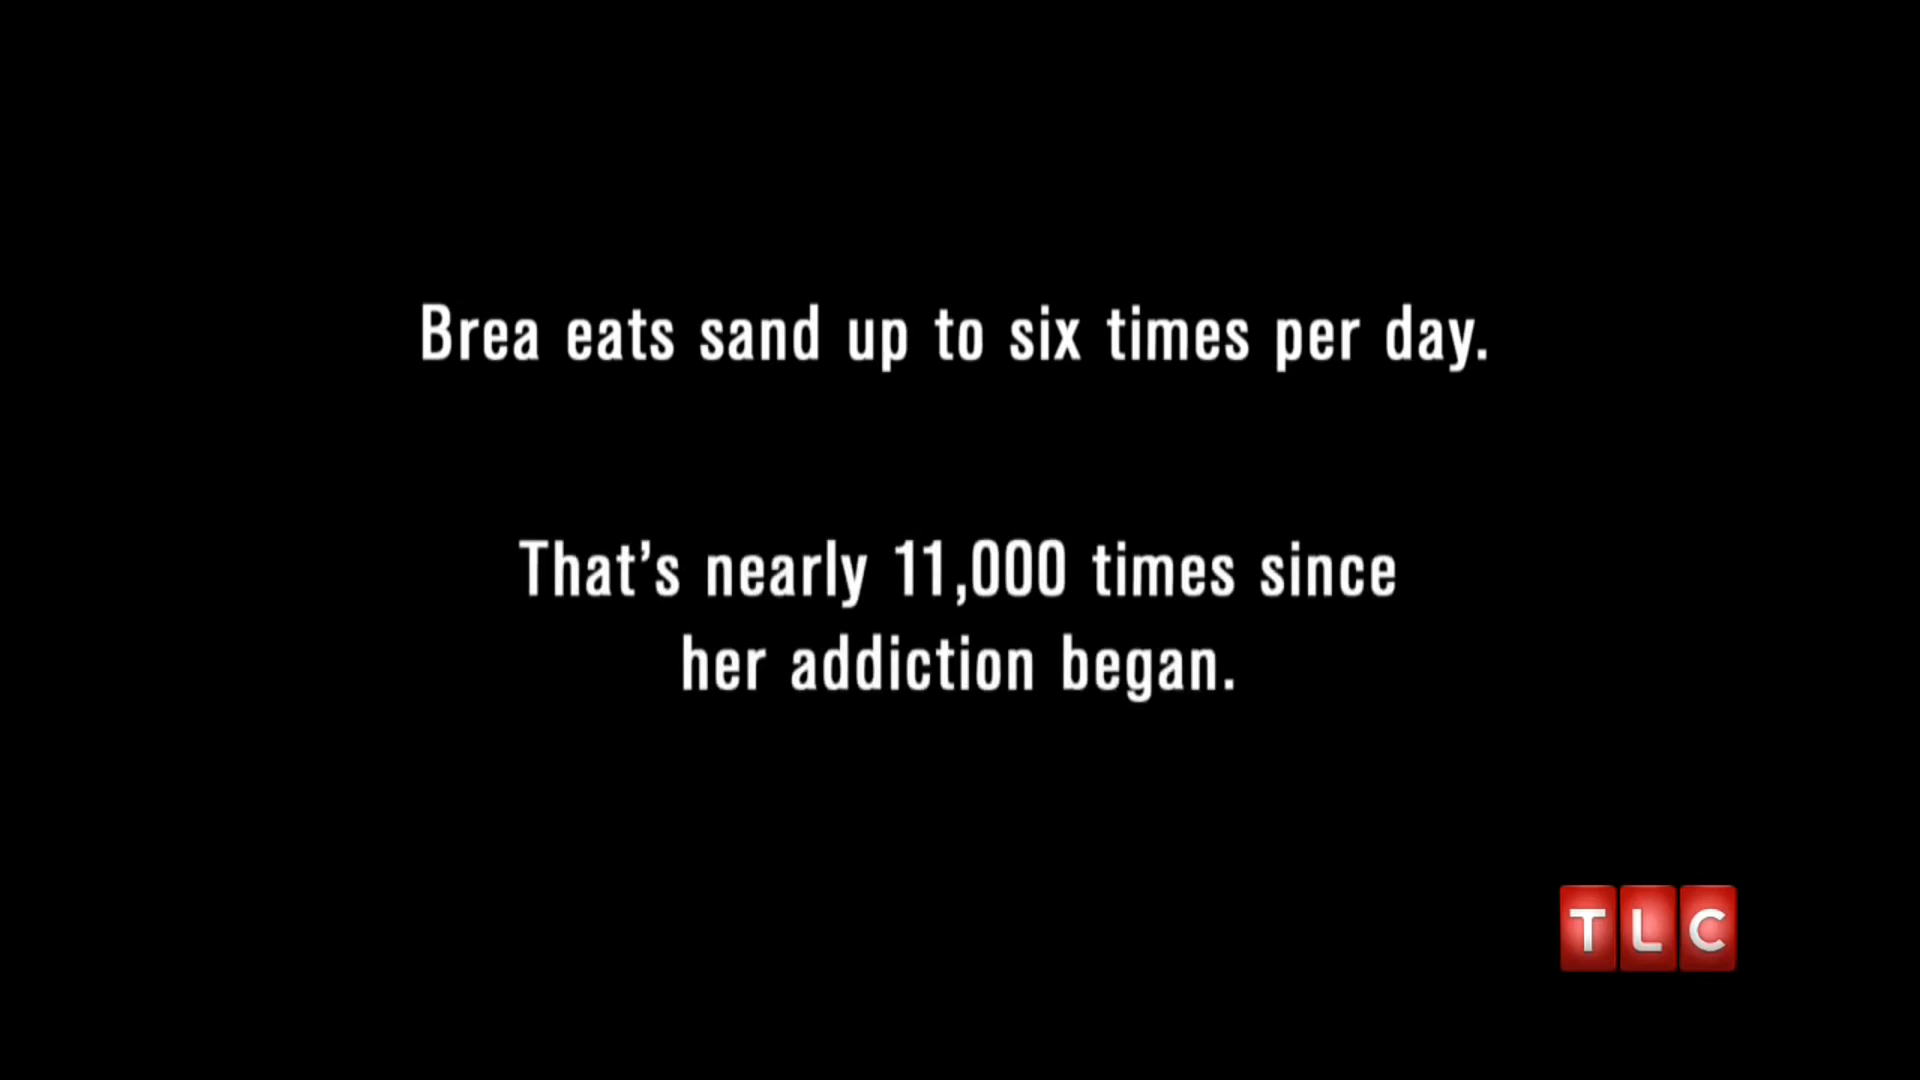 Brea eats sand up to six times per day.
That’s nearly 11,000 times since
her addiction began.
TLC